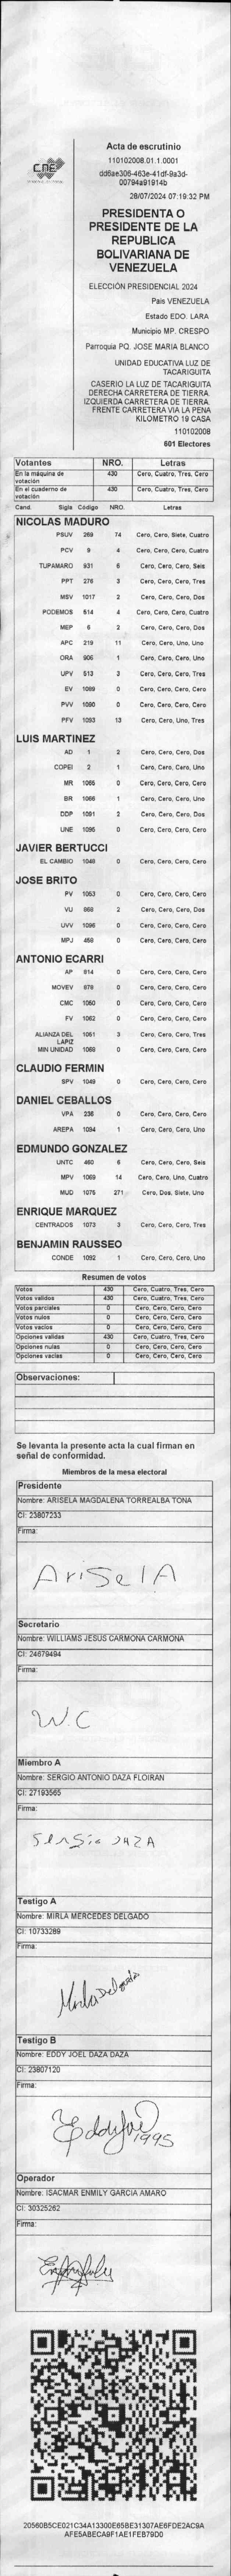 CNE
Acta de escrutinio
110102008.01.1.0001
dd6ae306-463e-41df-9a3d-
00794a91914b
28/07/2024 07:19:32 PM
PRESIDENTA O
PRESIDENTE DE LA
REPUBLICA
BOLIVARIANA DE
VENEZUELA
ELECCIÓN PRESIDENCIAL 2024
Pais VENEZUELA
Estado EDO. LARA
Municipio MP. CRESPO
Parroquia PQ. JOSE MARIA BLANCO
UNIDAD EDUCATIVA LUZ DE
TACARIGUITA
CASERIO LA LUZ DE TACARIGUITA
DERECHA CARRETERA DE TIERRA.
IZQUIERDA CARRETERA DE TIERRA.
FRENTE CARRETERA VIA LA PENA
KILOMETRO 19 CASA
110102008
601 Electores
Votantes NRO. Letras
En la máquina de votación 430 Cero, Cuatro, Tres, Cero
En el cuaderno de votación 430 Cero, Cuatro, Tres, Cero
Cand. Sigla Código NRO. Letras
NICOLAS MADURO
PSUV 269 74 Cero, Cero, Siete, Cuatro
PCV 9 4 Cero, Cero, Cero, Cuatro
TUPAMARO 931 6 Cero, Cero, Cero, Seis
PPT 276 3 Cero, Cero, Cero, Tres
MSV 1017 2 Cero, Cero, Cero, Dos
PODEMOS 514 4 Cero, Cero, Cero, Cuatro
MEP 6 2 Cero, Cero, Cero, Dos
APC 219 11 Cero, Cero, Uno, Uno
ORA 906 1 Cero, Cero, Cero, Uno
UPV 513 3 Cero, Cero, Cero, Tres
EV 1089 0 Cero, Cero, Cero, Cero
PVV 1090 0 Cero, Cero, Cero, Cero
PFV 1093 13 Cero, Cero, Uno, Tres
LUIS MARTINEZ
AD 1 2 Cero, Cero, Cero, Dos
COPEI 2 1 Cero, Cero, Cero, Uno
MR 1065 0 Cero, Cero, Cero, Cero
BR 1066 1 Cero, Cero, Cero, Uno
DDP 1091 2 Cero, Cero, Cero, Dos
UNE 1095 0 Cero, Cero, Cero, Cero
JAVIER BERTUCCI
EL CAMBIO 1048 0 Cero, Cero, Cero, Cero
JOSE BRITO
PV 1053 0 Cero, Cero, Cero, Cero
VU 868 2 Cero, Cero, Cero, Dos
UVV 1096 0 Cero, Cero, Cero, Cero
MPJ 458 0 Cero, Cero, Cero, Cero
ANTONIO ECARRI
AP 814 0 Cero, Cero, Cero, Cero
MOVEV 878 0 Cero, Cero, Cero, Cero
CMC 1050 0 Cero, Cero, Cero, Cero
FV 1062 0 Cero, Cero, Cero, Cero
ALIANZA DEL LAPIZ 1051 3 Cero, Cero, Cero, Tres
MIN UNIDAD 1068 0 Cero, Cero, Cero, Cero
CLAUDIO FERMIN
SPV 1049 0 Cero, Cero, Cero, Cero
DANIEL CEBALLOS
VPA 236 0 Cero, Cero, Cero, Cero
AREPA 1094 1 Cero, Cero, Cero, Uno
EDMUNDO GONZALEZ
UNTC 460 6 Cero, Cero, Cero, Seis
MPV 1069 14 Cero, Cero, Uno, Cuatro
MUD 1075 271 Cero, Dos, Siete, Uno
ENRIQUE MARQUEZ
CENTRADOS 1073 3 Cero, Cero, Cero, Tres
BENJAMIN RAUSSEO
CONDE 1092 1 Cero, Cero, Cero, Uno
Resumen de votos
Votos 430 Cero, Cuatro, Tres, Cero
Votos validos 430 Cero, Cuatro, Tres, Cero
Votos parciales 0 Cero, Cero, Cero, Cero
Votos nulos 0 Cero, Cero, Cero, Cero
Votos vacios 0 Cero, Cero, Cero, Cero
Opciones validas 430 Cero, Cuatro, Tres, Cero
Opciones nulas 0 Cero, Cero, Cero, Cero
Opciones vacias 0 Cero, Cero, Cero, Cero
Observaciones:
Se levanta la presente acta la cual firman en
señal de conformidad.
Miembros de la mesa electoral
Presidente
Nombre: ARISELA MAGDALENA TORREALBA TONA
CI: 23807233
Firma:
AriSelA
Secretario
Nombre: WILLIAMS JESUS CARMONA CARMONA
CI: 24679494
Firma:
W.C
Miembro A
Nombre: SERGIO ANTONIO DAZA FLOIRAN
CI: 27193565
Firma:
SerSio DAZA
Testigo A
Nombre: MIRLA MERCEDES DELGADO
CI: 10733289
Firma:
Mirla Delgado
Testigo B
Nombre: EDDY JOEL DAZA DAZA
CI: 23807120
Firma:
1995
Operador
Nombre: ISACMAR ENMILY GARCIA AMARO
CI: 30325262
Firma:
20560B5CE021C34A13300E65BE31307AE6FDE2AC9A
AFE5ABECA9F1AE1FEB79D0